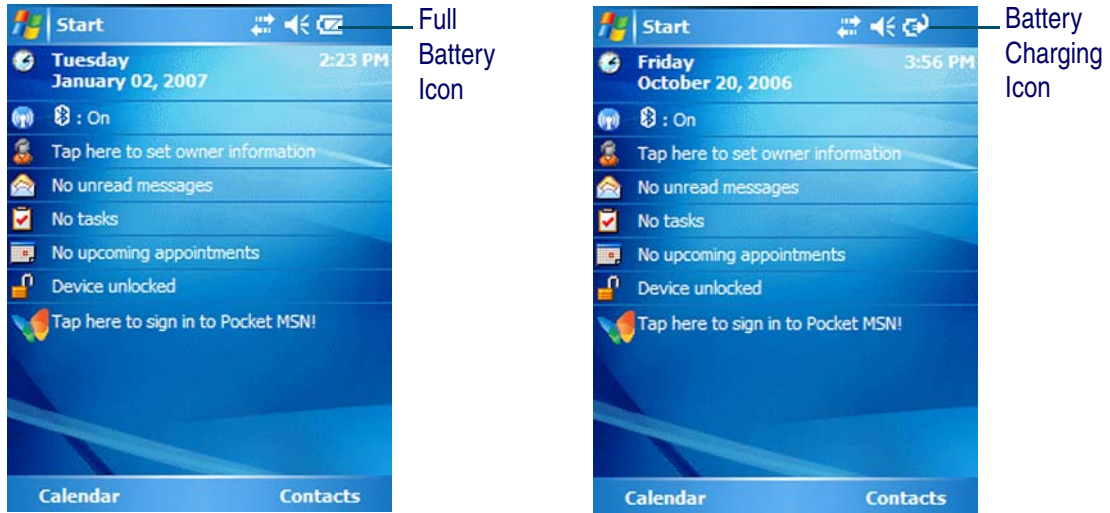 Start
Tuesday 2:23 PM
January 02, 2007
: On
Tap here to set owner information
No unread messages
No tasks
No upcoming appointments
Device unlocked
Tap here to sign in to Pocket MSN!
Calendar Contacts
Full
Battery
Icon
Start
Friday 3:56 PM
October 20, 2006
: On
Tap here to set owner information
No unread messages
No tasks
No upcoming appointments
Device unlocked
Tap here to sign in to Pocket MSN!
Calendar Contacts
Battery
Charging
Icon